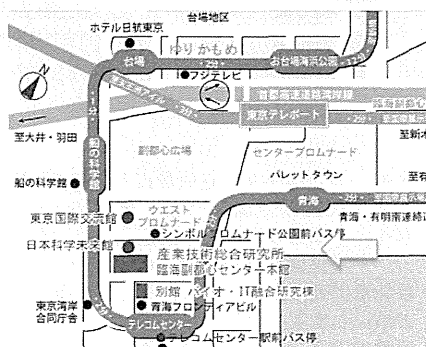 台場地区
ホテル日航東京
ゆりかもめ
台場
2分
お台場海浜公園
フジテレビ
首都高速道路湾岸線
臨海副都心
東京テレポート
至大井・羽田
副都心広場
センタープロムナード
パレットタウン
船の科学館
船の科学館
青海
ウエスト
プロムナード
青海・有明南連絡
東京国際交流館
シンボルプロムナード公園前バス停
日本科学未来館
産業技術総合研究所
臨海副都心センター本館
別館 バイオ・IT融合研究棟
東京湾岸
合同庁舎
青海フロンティアビル
テレコムセンター
テレコムセンター駅前バス停